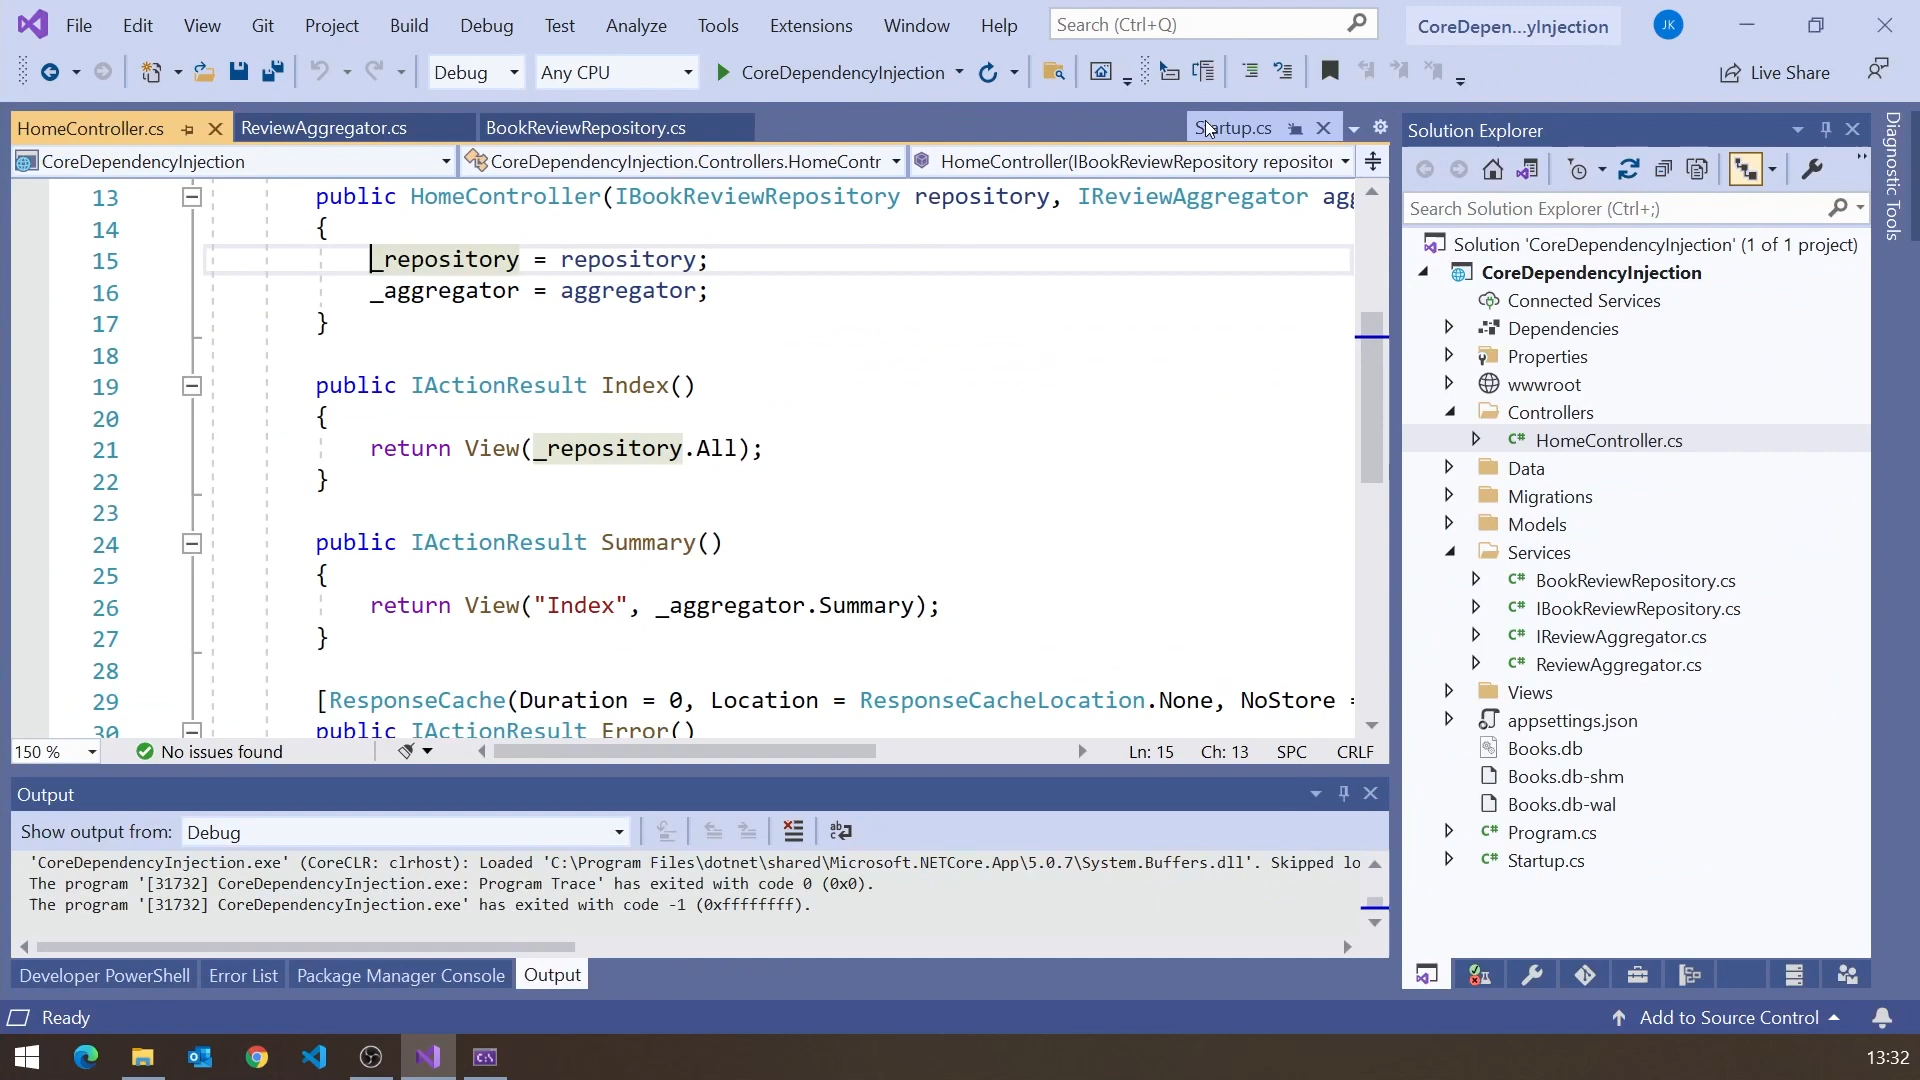 File Edit View Git Project Build Debug Test Analyze Tools Extensions Window Help Search (Ctrl+Q) CoreDepen...yInjection JK
Debug Any CPU CoreDependencyInjection Live Share
HomeController.cs ReviewAggregator.cs BookReviewRepository.cs Startup.cs
CoreDependencyInjection CoreDependencyInjection.Controllers.HomeContr HomeController(IBookReviewRepository repositor
13 public HomeController(IBookReviewRepository repository, IReviewAggregator agg
14 {
15 _repository = repository;
16 _aggregator = aggregator;
17 }
18
19 public IActionResult Index()
20 {
21 return View(_repository.All);
22 }
23
24 public IActionResult Summary()
25 {
26 return View("Index", _aggregator.Summary);
27 }
28
29 [ResponseCache(Duration = 0, Location = ResponseCacheLocation.None, NoStore =
30 public IActionResult Error()
150 % No issues found Ln: 15 Ch: 13 SPC CRLF
Output
Show output from: Debug
'CoreDependencyInjection.exe' (CoreCLR: clrhost): Loaded 'C:\Program Files\dotnet\shared\Microsoft.NETCore.App\5.0.7\System.Buffers.dll'. Skipped lo
The program '[31732] CoreDependencyInjection.exe: Program Trace' has exited with code 0 (0x0).
The program '[31732] CoreDependencyInjection.exe' has exited with code -1 (0xffffffff).
Developer PowerShell Error List Package Manager Console Output
Solution Explorer
Search Solution Explorer (Ctrl+;)
Solution 'CoreDependencyInjection' (1 of 1 project)
CoreDependencyInjection
Connected Services
Dependencies
Properties
wwwroot
Controllers
C# HomeController.cs
Data
Migrations
Models
Services
C# BookReviewRepository.cs
C# IBookReviewRepository.cs
C# IReviewAggregator.cs
C# ReviewAggregator.cs
Views
appsettings.json
Books.db
Books.db-shm
Books.db-wal
C# Program.cs
C# Startup.cs
Diagnostic Tools
Ready Add to Source Control
13:32